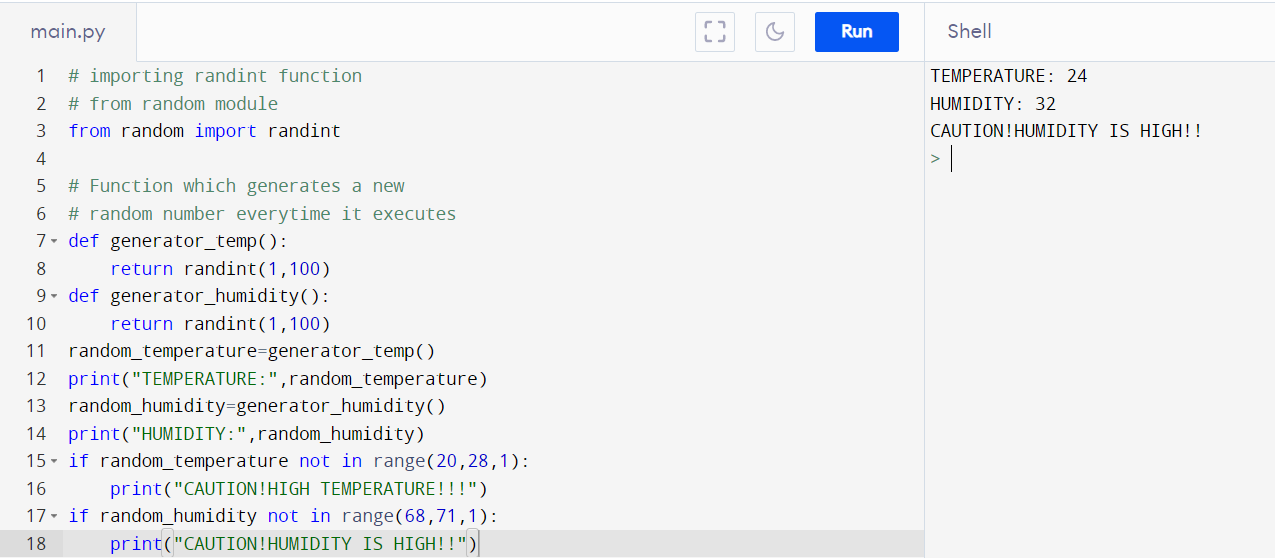 main.py
Run
Shell
1 # importing randint function
2 # from random module
3 from random import randint
4
5 # Function which generates a new
6 # random number everytime it executes
7 def generator_temp():
8     return randint(1,100)
9 def generator_humidity():
10     return randint(1,100)
11 random_temperature=generator_temp()
12 print("TEMPERATURE:",random_temperature)
13 random_humidity=generator_humidity()
14 print("HUMIDITY:",random_humidity)
15 if random_temperature not in range(20,28,1):
16     print("CAUTION!HIGH TEMPERATURE!!!")
17 if random_humidity not in range(68,71,1):
18     print("CAUTION!HUMIDITY IS HIGH!!")
TEMPERATURE: 24
HUMIDITY: 32
CAUTION!HUMIDITY IS HIGH!!
>